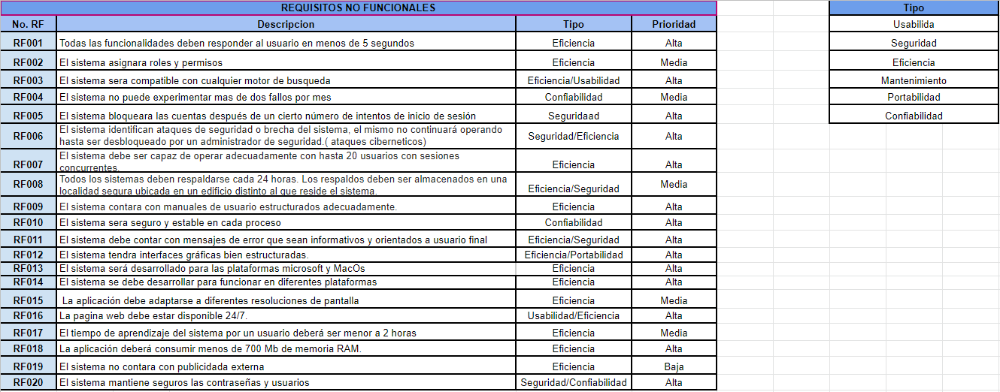 REQUISITOS NO FUNCIONALES
No. RF Descripcion Tipo Prioridad
RF001 Todas las funcionalidades deben responder al usuario en menos de 5 segundos Eficiencia Alta
RF002 El sistema asignara roles y permisos Eficiencia Media
RF003 El sistema sera compatible con cualquier motor de busqueda Eficiencia/Usabilidad Alta
RF004 El sistema no puede experimentar mas de dos fallos por mes Confiabilidad Media
RF005 El sistema bloqueara las cuentas después de un cierto número de intentos de inicio de sesión Seguridaad Alta
RF006 El sistema identifican ataques de seguridad o brecha del sistema, el mismo no continuará operando
hasta ser desbloqueado por un administrador de seguridad.( ataques ciberneticos) Seguridad/Eficiencia Alta
RF007 El sistema debe ser capaz de operar adecuadamente con hasta 20 usuarios con sesiones
concurrentes. Eficiencia Alta
RF008 Todos los sistemas deben respaldarse cada 24 horas. Los respaldos deben ser almacenados en una
localidad segura ubicada en un edificio distinto al que reside el sistema. Eficiencia/Seguridad Media
RF009 El sistema contara con manuales de usuario estructurados adecuadamente. Eficiencia Alta
RF010 El sistema sera seguro y estable en cada proceso Confiabilidad Alta
RF011 El sistema debe contar con mensajes de error que sean informativos y orientados a usuario final Eficiencia/Seguridad Alta
RF012 El sistema tendra interfaces gráficas bien estructuradas. Eficiencia/Portabilidad Alta
RF013 El sistema será desarrollado para las plataformas microsoft y MacOs Eficiencia Alta
RF014 El sistema se debe desarrollar para funcionar en diferentes plataformas Eficiencia Alta
RF015 La aplicación debe adaptarse a diferentes resoluciones de pantalla Eficiencia Media
RF016 La pagina web debe estar disponible 24/7. Usabilidad/Eficiencia Alta
RF017 El tiempo de aprendizaje del sistema por un usuario deberá ser menor a 2 horas Eficiencia Media
RF018 La aplicación deberá consumir menos de 700 Mb de memoria RAM. Eficiencia Alta
RF019 El sistema no contara con publicidada externa Eficiencia Baja
RF020 El sistema mantiene seguros las contraseñas y usuarios Seguridad/Confiabilidad Alta
Tipo
Usabilida
Seguridad
Eficiencia
Mantenimiento
Portabilidad
Confiabilidad